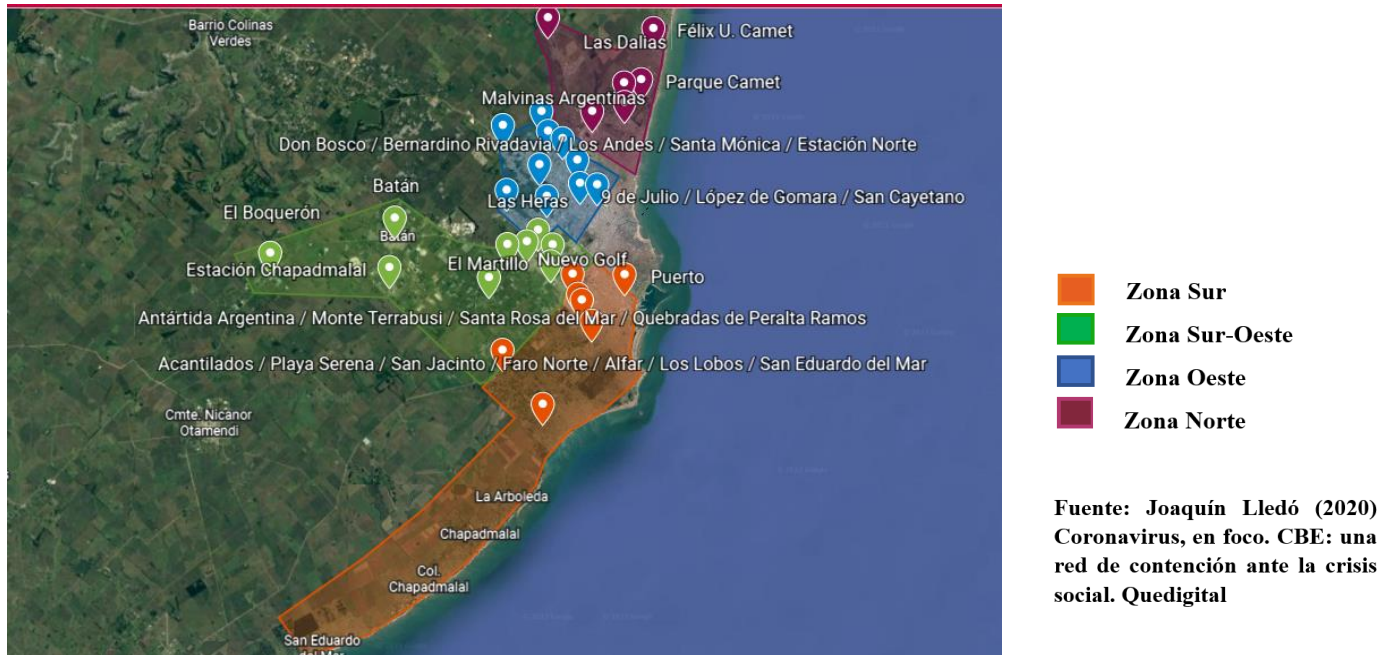 Barrio Colinas
Verdes
Las Dalias
Félix U. Camet
Parque Camet
Malvinas Argentinas
Don Bosco / Bernardino Rivadavia / Los Andes / Santa Mónica / Estación Norte
Batán
Las Heras
9 de Julio / López de Gomara / San Cayetano
El Boquerón
Batán
Estación Chapadmalal
El Martillo
Nuevo Golf
Puerto
Antártida Argentina / Monte Terrabusi / Santa Rosa del Mar / Quebradas de Peralta Ramos
Acantilados / Playa Serena / San Jacinto / Faro Norte / Alfar / Los Lobos / San Eduardo del Mar
Cmte. Nicanor
Otamendi
La Arboleda
Chapadmalal
Col.
Chapadmalal
San Eduardo
del Mar
Zona Sur
Zona Sur-Oeste
Zona Oeste
Zona Norte
Fuente: Joaquín Lledó (2020)
Coronavirus, en foco. CBE: una
red de contención ante la crisis
social. Quedigital